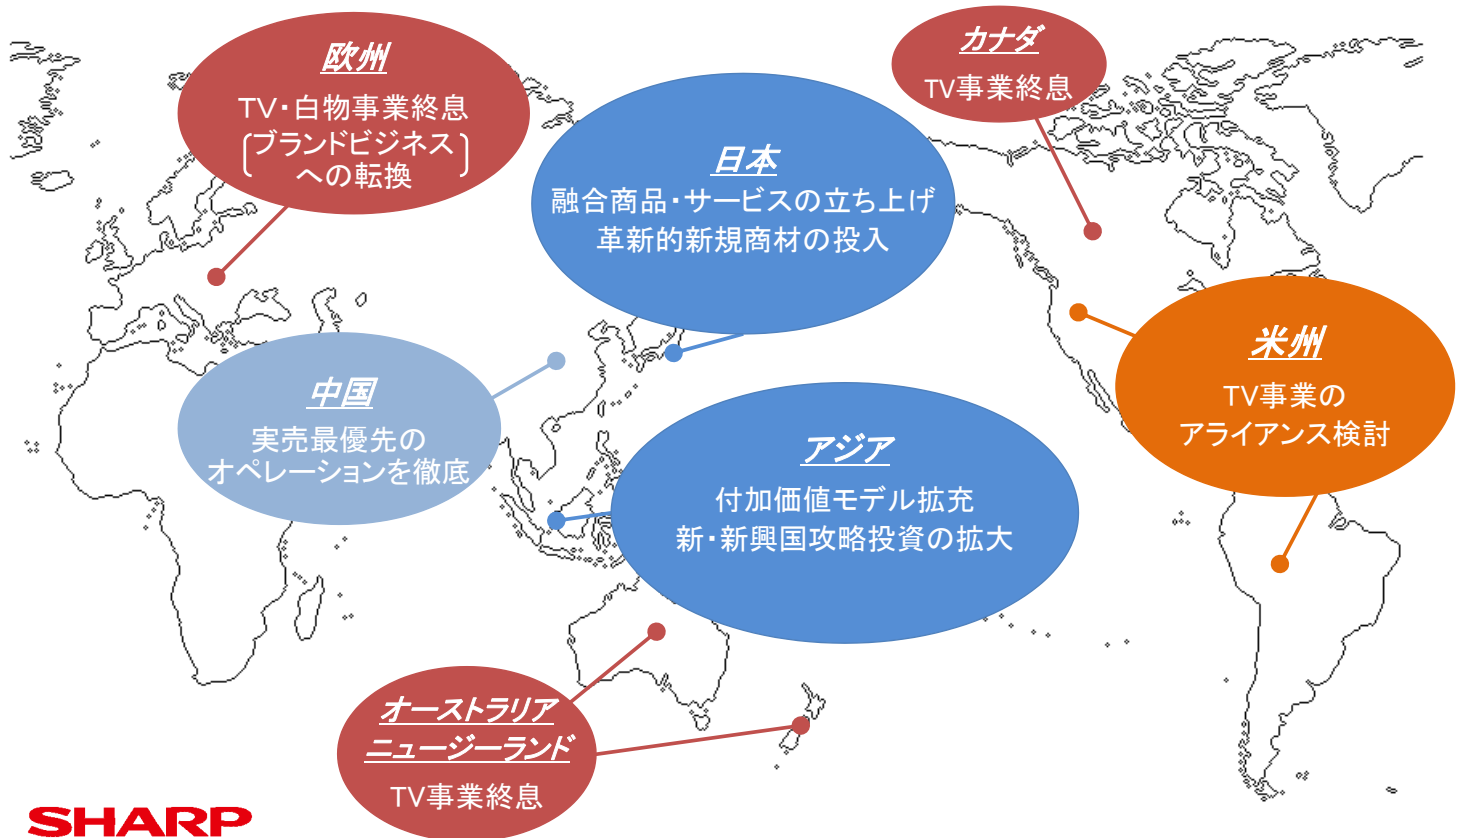 欧州
TV・白物事業終息
ブランドビジネス
への転換
カナダ
TV事業終息
日本
融合商品・サービスの立ち上げ
革新的新規商材の投入
米州
TV事業の
アライアンス検討
中国
実売最優先の
オペレーションを徹底
アジア
付加価値モデル拡充
新・新興国攻略投資の拡大
オーストラリア
ニュージーランド
TV事業終息
SHARP